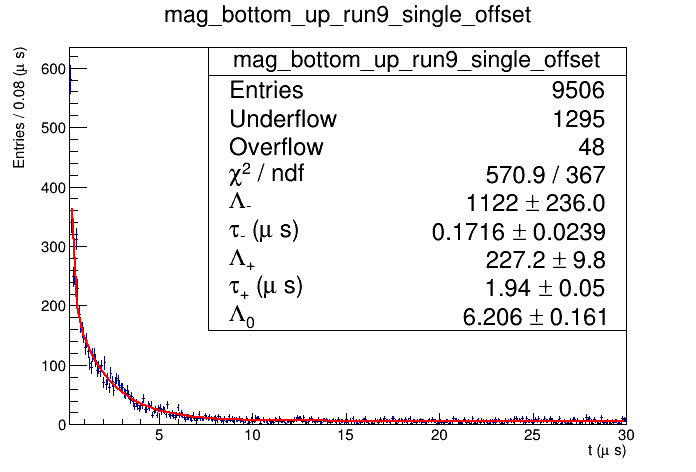 mag_bottom_up_run9_single_offset
mag_bottom_up_run9_single_offset
Entries 9506
Underflow 1295
Overflow 48
χ² / ndf 570.9 / 367
Λ₋ 1122 ± 236.0
τ₋ (μ s) 0.1716 ± 0.0239
Λ₊ 227.2 ± 9.8
τ₊ (μ s) 1.94 ± 0.05
Λ₀ 6.206 ± 0.161
Entries / 0.08 (μ s)
600
500
400
300
200
100
0
5 10 15 20 25 30
t (μ s)